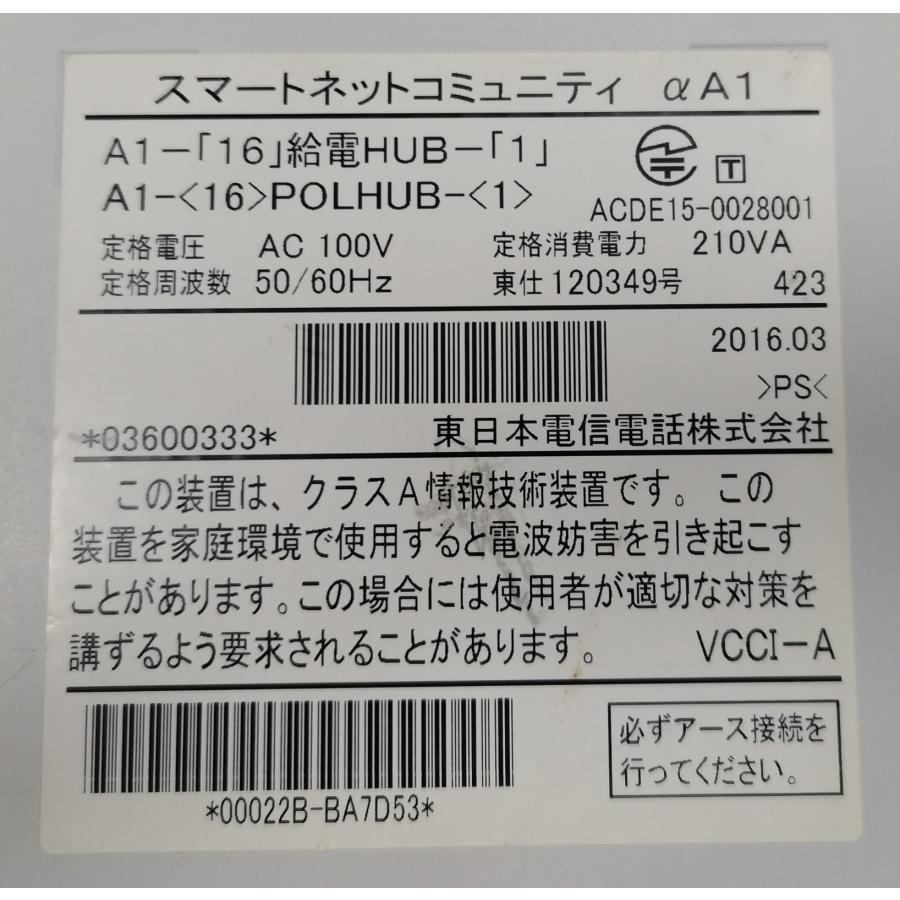 スマートネットコミュニティ αA1
A1-「16」給電HUB-「1」
A1-<16>POLHUB-<1>
T
ACDE15-0028001
定格電圧 AC 100V 定格消費電力 210VA
定格周波数 50/60Hz 東仕120349号 423
2016.03
>PS<
*03600333* 東日本電信電話株式会社
この装置は、クラスA情報技術装置です。この
装置を家庭環境で使用すると電波妨害を引き起こす
ことがあります。この場合には使用者が適切な対策を
講ずるよう要求されることがあります。 VCCI-A
必ずアース接続を
行ってください。
*00022B-BA7D53*